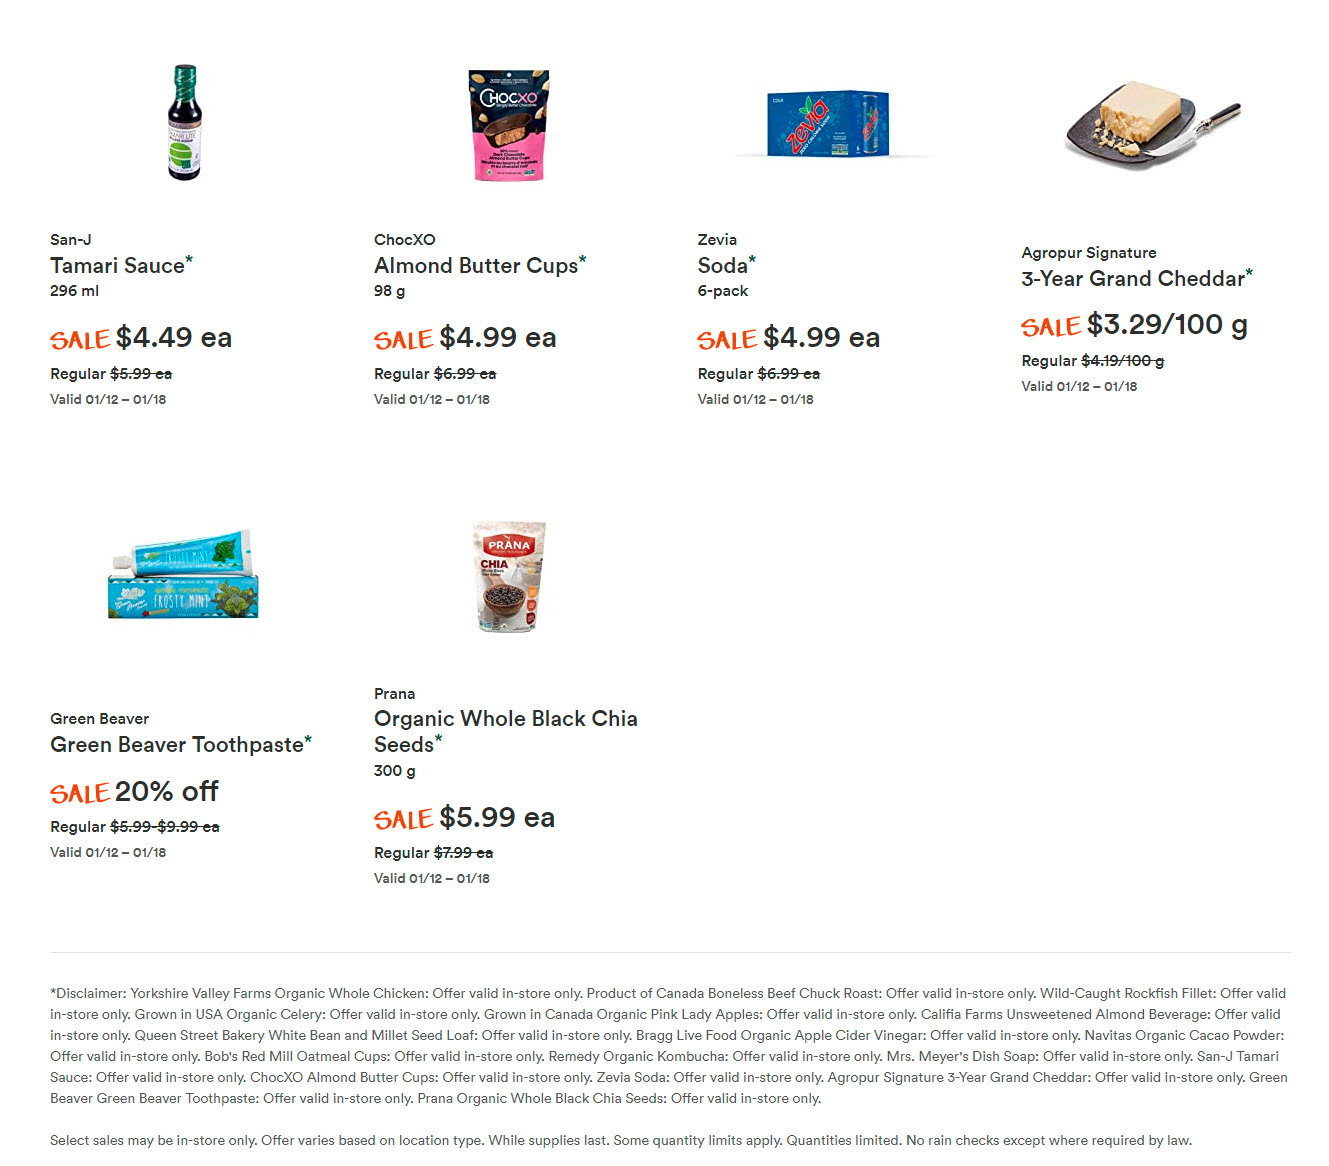 CHOCXO
zevia
San-J
Tamari Sauce*
296 ml
SALE $4.49 ea
Regular $5.99 ea
Valid 01/12 – 01/18
ChocXO
Almond Butter Cups*
98 g
SALE $4.99 ea
Regular $6.99 ea
Valid 01/12 – 01/18
Zevia
Soda*
6-pack
SALE $4.99 ea
Regular $6.99 ea
Valid 01/12 – 01/18
Agropur Signature
3-Year Grand Cheddar*
SALE $3.29/100 g
Regular $4.19/100 g
Valid 01/12 – 01/18
FROSTY MINT
FROSTY MINT
PRANA
CHIA
Green Beaver
Green Beaver Toothpaste*
SALE 20% off
Regular $5.99-$9.99 ea
Valid 01/12 – 01/18
Prana
Organic Whole Black Chia
Seeds*
300 g
SALE $5.99 ea
Regular $7.99 ea
Valid 01/12 – 01/18
*Disclaimer: Yorkshire Valley Farms Organic Whole Chicken: Offer valid in-store only. Product of Canada Boneless Beef Chuck Roast: Offer valid in-store only. Wild-Caught Rockfish Fillet: Offer valid
in-store only. Grown in USA Organic Celery: Offer valid in-store only. Grown in Canada Organic Pink Lady Apples: Offer valid in-store only. Califia Farms Unsweetened Almond Beverage: Offer valid
in-store only. Queen Street Bakery White Bean and Millet Seed Loaf: Offer valid in-store only. Bragg Live Food Organic Apple Cider Vinegar: Offer valid in-store only. Navitas Organic Cacao Powder:
Offer valid in-store only. Bob's Red Mill Oatmeal Cups: Offer valid in-store only. Remedy Organic Kombucha: Offer valid in-store only. Mrs. Meyer's Dish Soap: Offer valid in-store only. San-J Tamari
Sauce: Offer valid in-store only. ChocXO Almond Butter Cups: Offer valid in-store only. Zevia Soda: Offer valid in-store only. Agropur Signature 3-Year Grand Cheddar: Offer valid in-store only. Green
Beaver Green Beaver Toothpaste: Offer valid in-store only. Prana Organic Whole Black Chia Seeds: Offer valid in-store only.
Select sales may be in-store only. Offer varies based on location type. While supplies last. Some quantity limits apply. Quantities limited. No rain checks except where required by law.